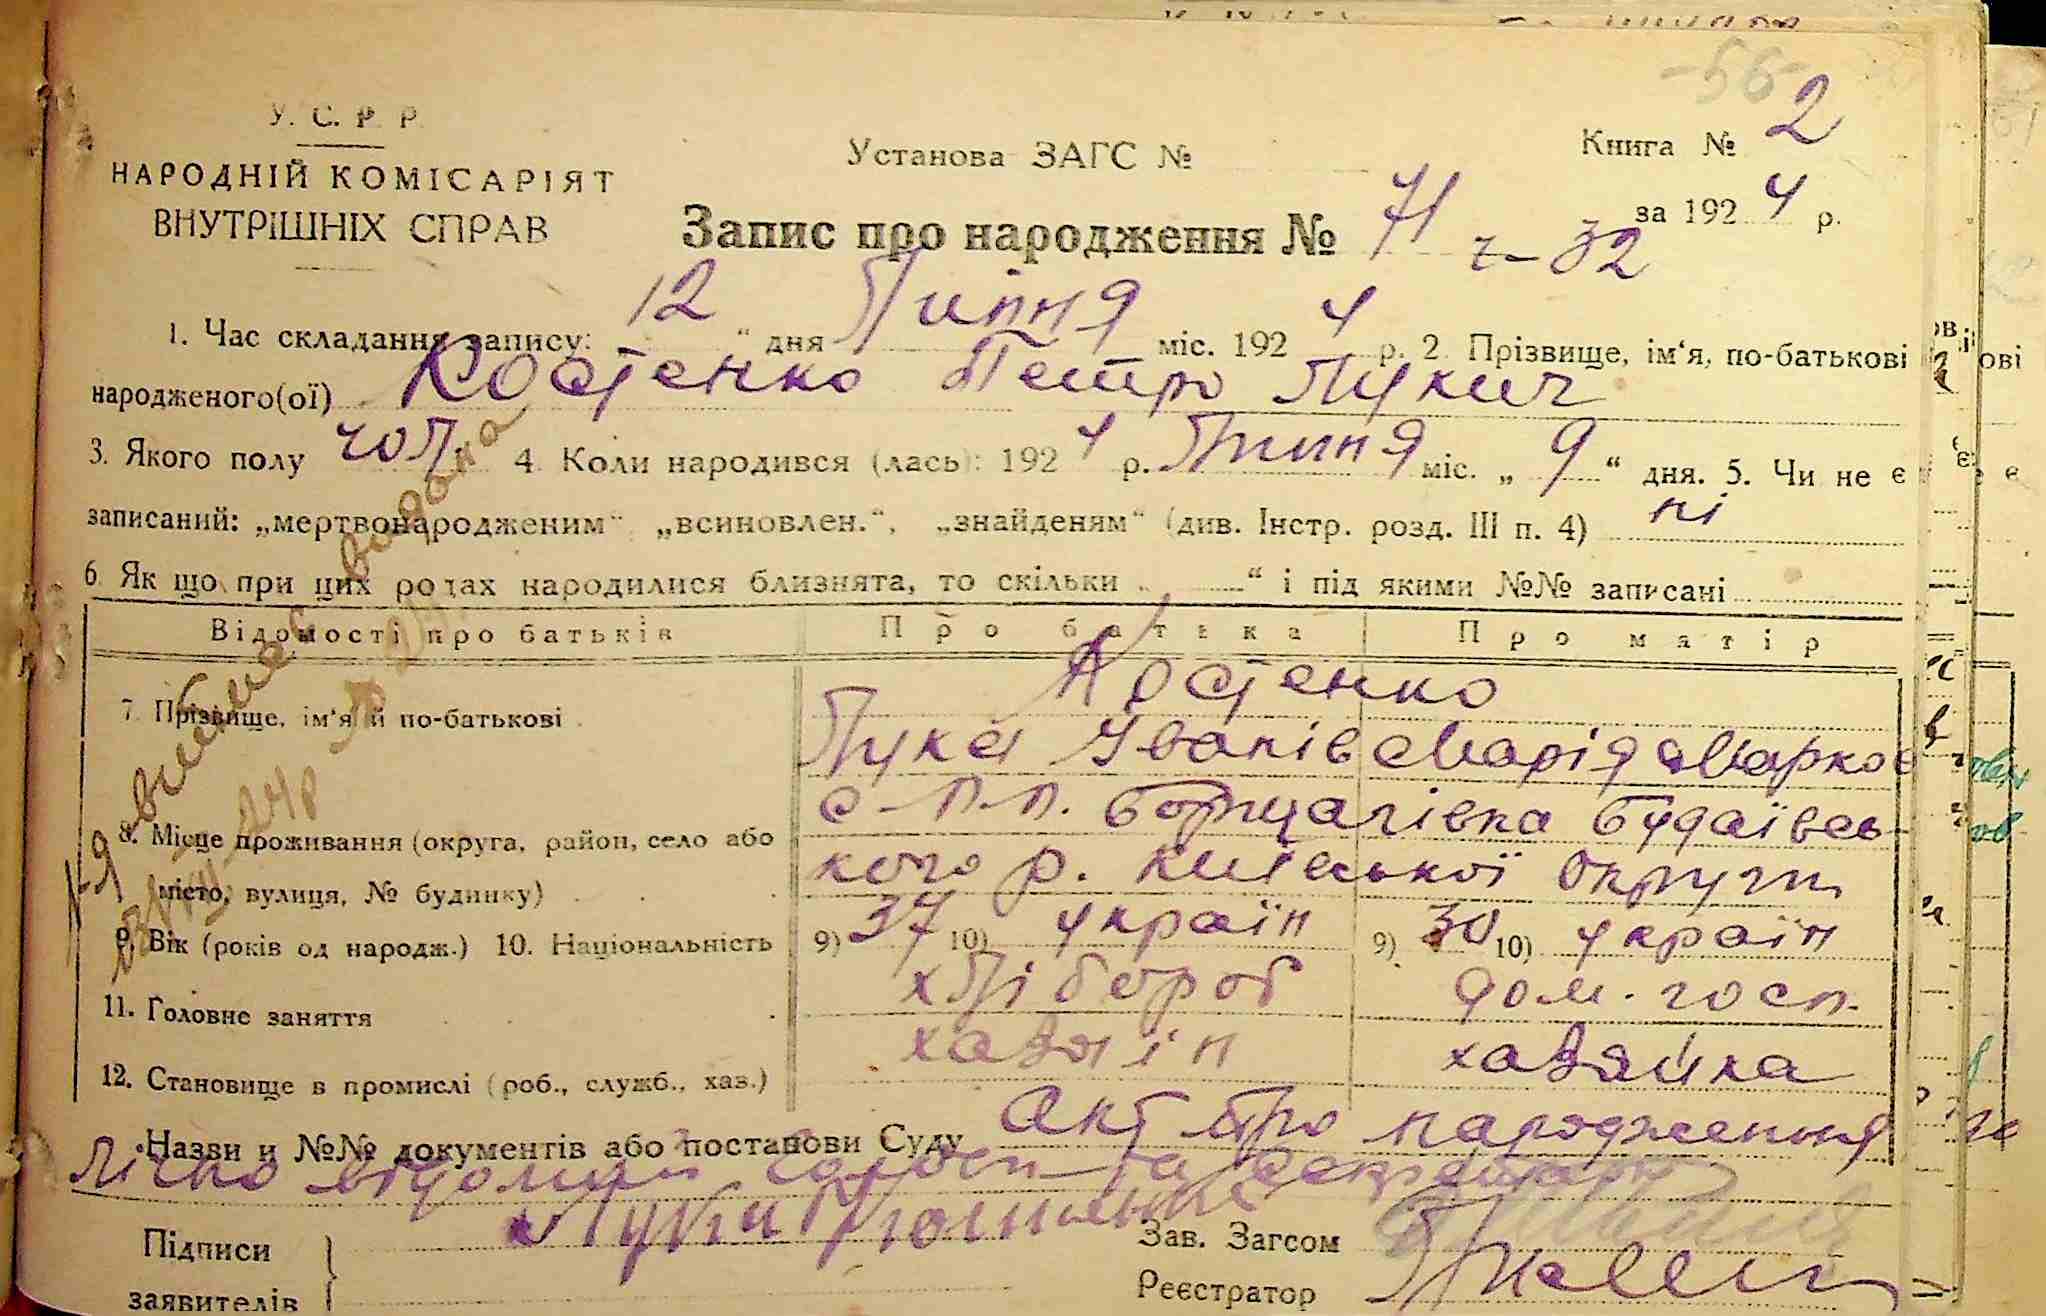 -56-
У. С. Р. Р.
НАРОДНІЙ КОМІСАРІЯТ
ВНУТРІШНІХ СПРАВ
Установа ЗАГС №
Книга № 2
за 1924 р.
Запис про народження № 71 ч-32
1. Час складання запису: 12 " дня Липня міс. 1924 р. 2. Прізвище, ім'я, по-батькові
народженого(ої) Костенко Петро Лукич
3. Якого полу чол. 4. Коли народився (лась): 1924 р. Липня міс. „ 9 " дня. 5. Чи не є
записаний: „мертвонародженим", „всиновлен.", „знайденям" (див. Інстр. розд. III п. 4) ні
6. Як що при цих родах народилися близнята, то скільки " і під якими №№ записані
Відомості про батьків Про батька Про матір
7. Прізвище, ім'я й по-батькові Костенко
Лука Іванів Марія Марков
8. Місце проживання (округа, район, село або с-П.П. Борщагівка Будаївсь-
місто, вулиця, № будинку) кого р. Київської Округи
9. Вік (років од народж.) 10. Національність 9) 37 10) україн 9) 30 10) україн
11. Головне заняття хлібороб дом. госп.
12. Становище в промислі (роб., служб., хаз.) хазяїн хазяйка
Назви и №№ документів або постанови Суду Акт про народження
Підписи
заявителів
Зав. Загсом
Реєстратор
видана